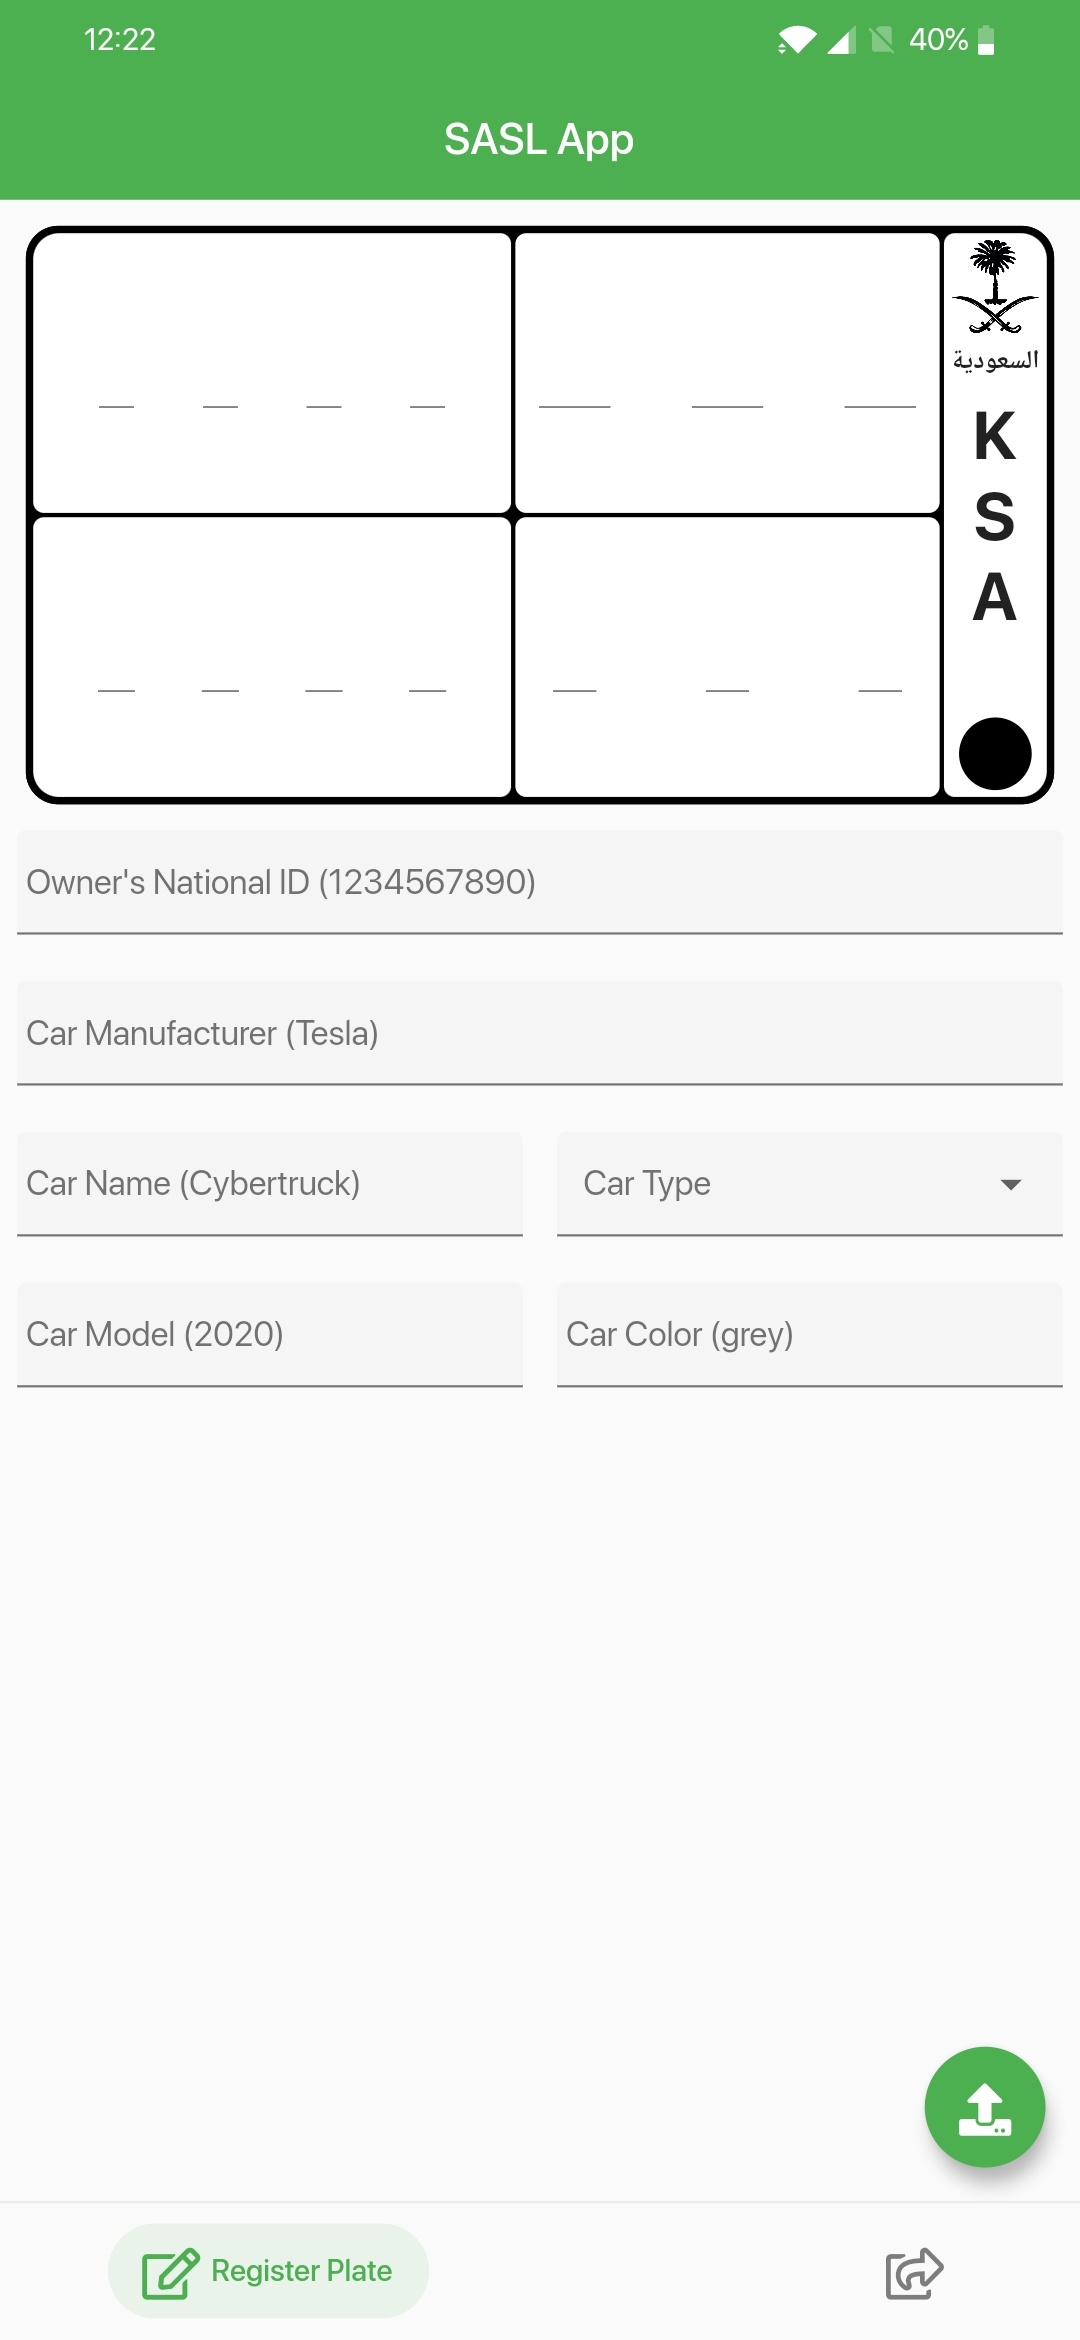 12:22
40%
SASL App
السعودية
K
S
A
Owner's National ID (1234567890)
Car Manufacturer (Tesla)
Car Name (Cybertruck)
Car Type
Car Model (2020)
Car Color (grey)
Register Plate